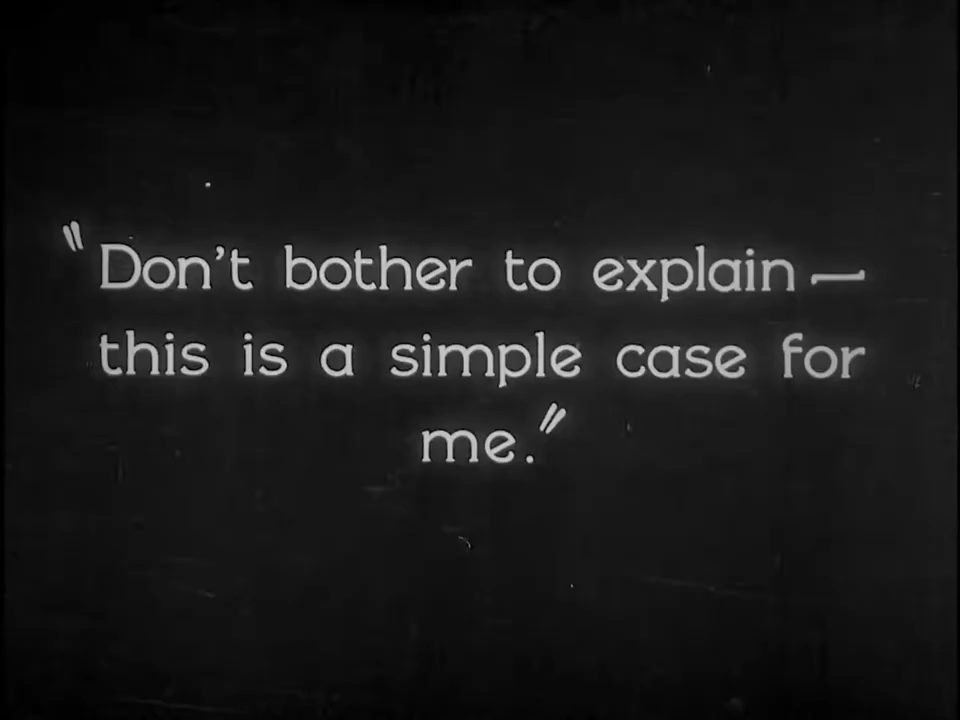 "Don't bother to explain—
this is a simple case for
me."